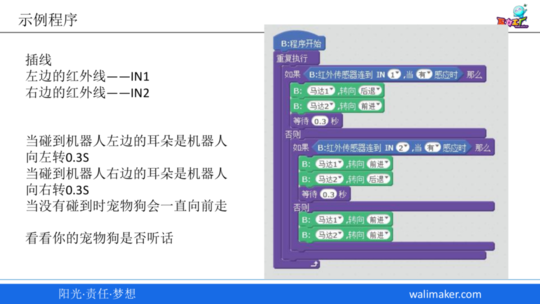 示例程序
插线
左边的红外线——IN1
右边的红外线——IN2
当碰到机器人左边的耳朵是机器人
向左转0.3S
当碰到机器人右边的耳朵是机器人
向右转0.3S
当没有碰到时宠物狗会一直向前走
看看你的宠物狗是否听话
B:程序开始
重复执行
如果 B:红外传感器连到 IN 1 ,当 有 感应时 那么
B: 马达1 ,转向 后退
B: 马达2 ,转向 前进
等待 0.3 秒
否则
如果 B:红外传感器连到 IN 2 ,当 有 感应时 那么
B: 马达1 ,转向 前进
B: 马达2 ,转向 后退
等待 0.3 秒
否则
B: 马达1 ,转向 前进
B: 马达2 ,转向 前进
阳光·责任·梦想
walimaker.com